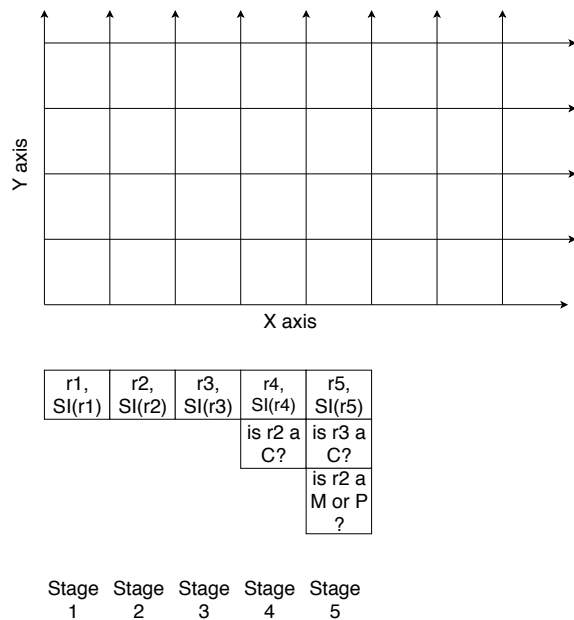 Y axis
X axis
r1,
SI(r1)
r2,
SI(r2)
r3,
SI(r3)
r4,
SI(r4)
r5,
SI(r5)
is r2 a
C?
is r3 a
C?
is r2 a
M or P
?
Stage
1
Stage
2
Stage
3
Stage
4
Stage
5